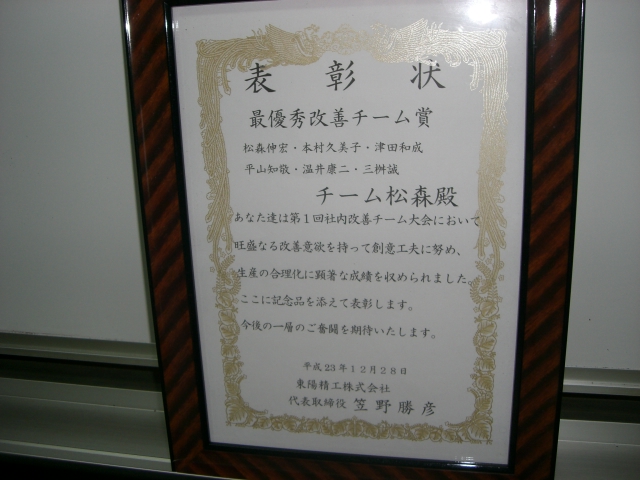 表彰状
最優秀改善チーム賞
松森伸宏・本村久美子・津田和成
平山知敬・温井康二・三桝誠
チーム松森殿
あなた達は第１回社内改善チーム大会において
旺盛なる改善意欲を持って創意工夫に努め、
生産の合理化に顕著な成績を収められました。
ここに記念品を添えて表彰します。
今後の一層のご奮闘を期待いたします。
平成２３年１２月２８日
東陽精工株式会社
代表取締役 笠野勝彦